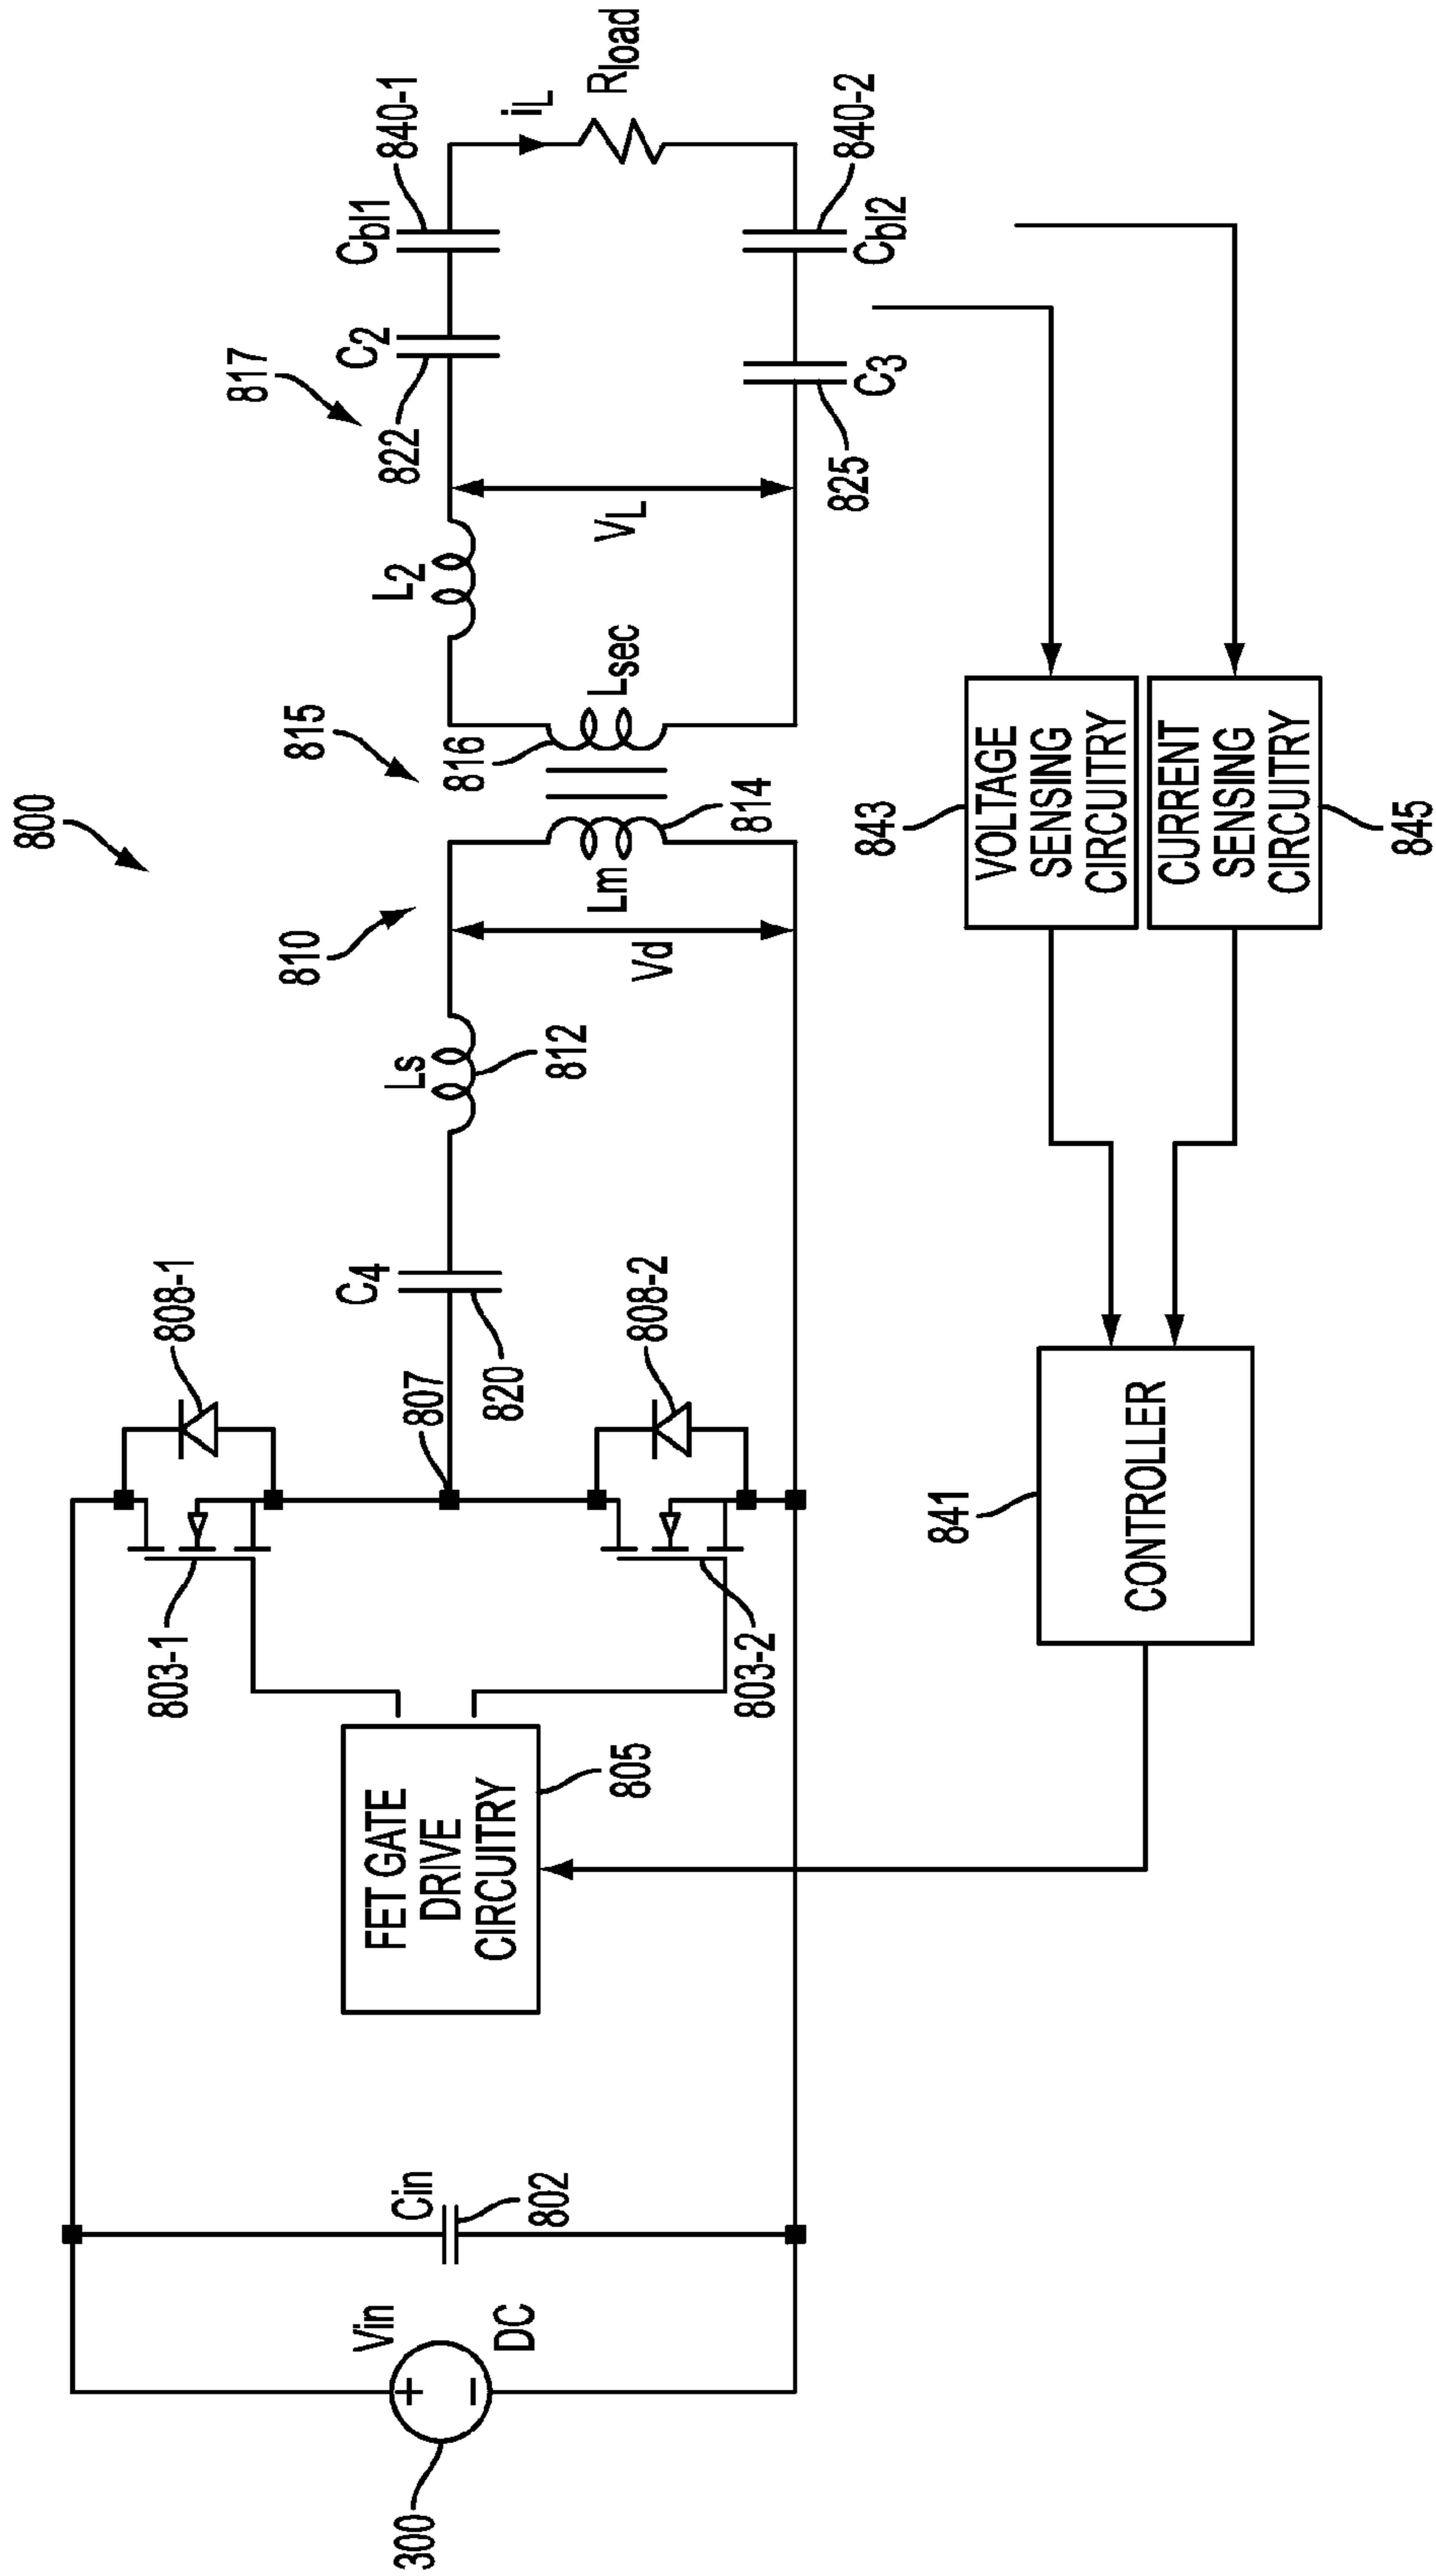 800
300
Vin
DC
Cin
802
FET GATE
DRIVE
CIRCUITRY
805
803-1
803-2
808-1
808-2
807
C4
820
Ls
812
810
Vd
Lm
814
815
816
Lsec
L2
VL
817
C2
822
Cbl1
840-1
iL
Rload
C3
825
Cbl2
840-2
VOLTAGE
SENSING
CIRCUITRY
843
CURRENT
SENSING
CIRCUITRY
845
CONTROLLER
841